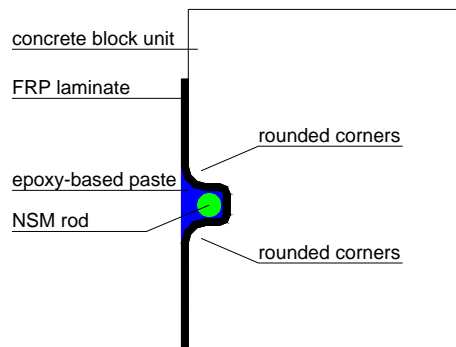 concrete block unit
FRP laminate
rounded corners
epoxy-based paste
NSM rod
rounded corners